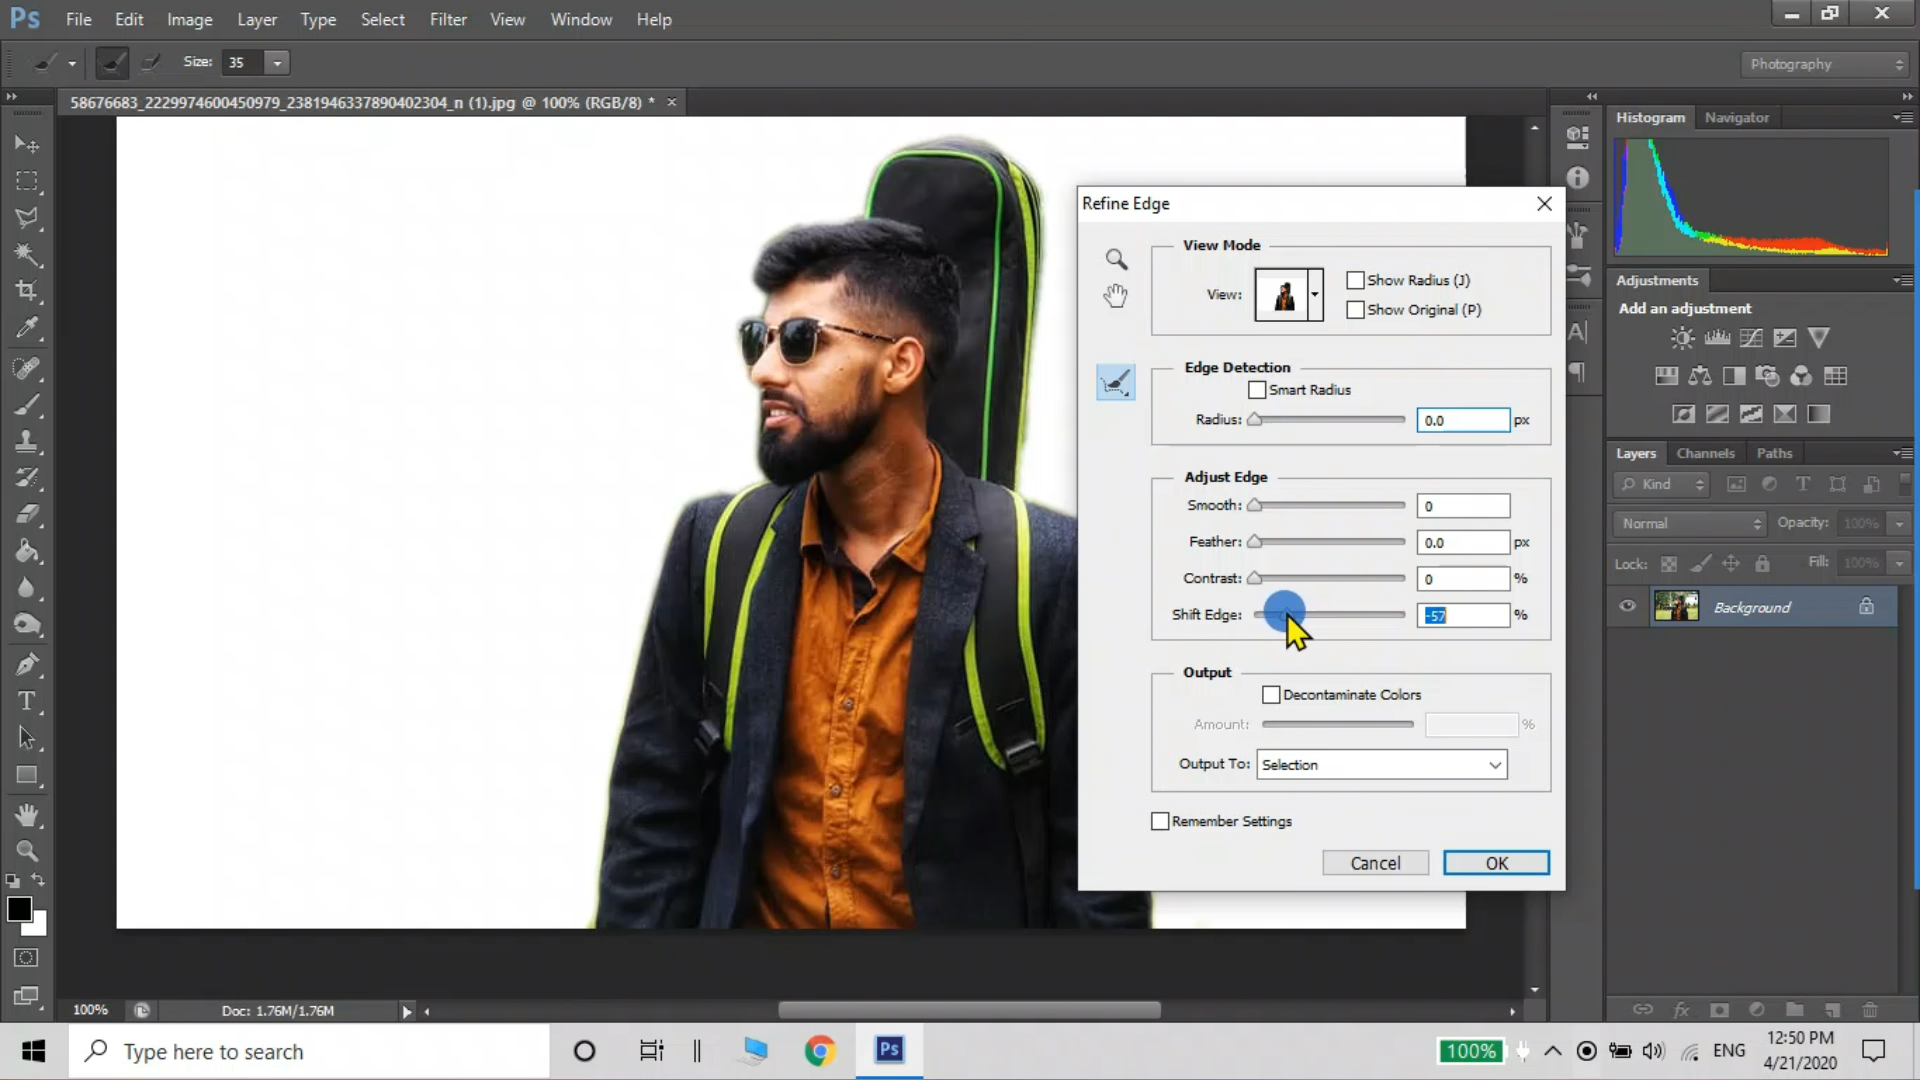 Ps File Edit Image Layer Type Select Filter View Window Help
Size: 35
Photography
58676683_2229974600450979_2381946337890402304_n (1).jpg @ 100% (RGB/8) * ×
Histogram Navigator
Refine Edge
View Mode
View:
Show Radius (J)
Show Original (P)
Edge Detection
Smart Radius
Radius: 0.0 px
Adjust Edge
Smooth: 0
Feather: 0.0 px
Contrast: 0 %
Shift Edge: -57 %
Output
Decontaminate Colors
Amount: %
Output To: Selection
Remember Settings
Cancel OK
Adjustments
Add an adjustment
A
Layers Channels Paths
Kind
Normal Opacity: 100%
Lock: Fill: 100%
Background
T
100% Doc: 1.76M/1.76M
Type here to search
Ps
100%
ENG
12:50 PM
4/21/2020